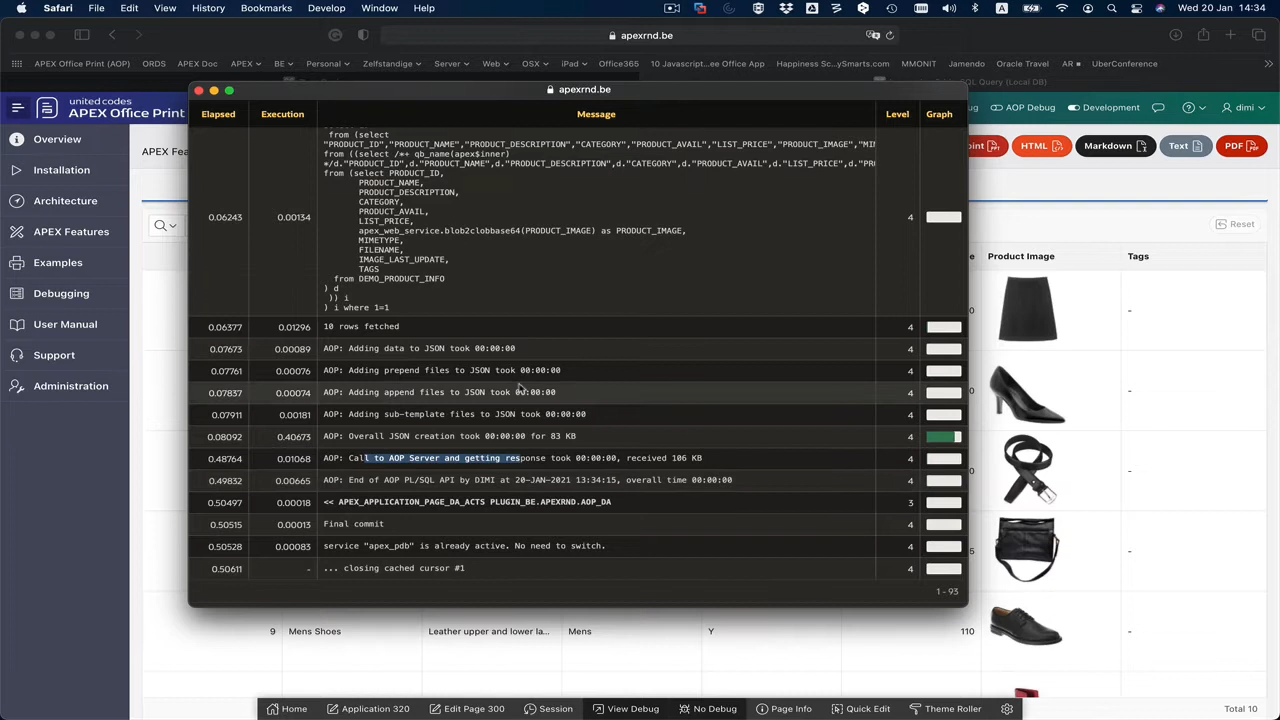 Safari File Edit View History Bookmarks Develop Window Help Wed 20 Jan 14:34
apexrnd.be
APEX Office Print (AOP) ORDS APEX Doc APEX BE Personal Zelfstandige Server Web OSX iPad Office365 10 Javascript...ee Office App Happiness Sc...ySmarts.com MMONIT Jamendo Oracle Travel AR UberConference
QL Query (Local DB)
apexrnd.be
united codes
APEX Office Print
AOP Debug Development dimi
Elapsed Execution Message Level Graph
Overview
Installation
Architecture
APEX Features
Examples
Debugging
User Manual
Support
Administration
APEX Fea
HTML Markdown Text PDF
Reset
Product Image Tags
from (select
"PRODUCT_ID","PRODUCT_NAME","PRODUCT_DESCRIPTION","CATEGORY","PRODUCT_AVAIL","LIST_PRICE","PRODUCT_IMAGE","MIM
from ((select /*+ qb_name(apex$inner)
*/d."PRODUCT_ID",d."PRODUCT_NAME",d."PRODUCT_DESCRIPTION",d."CATEGORY",d."PRODUCT_AVAIL",d."LIST_PRICE",d."PR
from (select PRODUCT_ID,
PRODUCT_NAME,
PRODUCT_DESCRIPTION,
CATEGORY,
PRODUCT_AVAIL,
0.06243 0.00134 LIST_PRICE, 4
apex_web_service.blob2clobbase64(PRODUCT_IMAGE) as PRODUCT_IMAGE,
MIMETYPE,
FILENAME,
IMAGE_LAST_UPDATE,
TAGS
from DEMO_PRODUCT_INFO
) d
)) i
) i where 1=1
0.06377 0.01296 10 rows fetched 4
0.07673 0.00089 AOP: Adding data to JSON took 00:00:00 4
0.07761 0.00076 AOP: Adding prepend files to JSON took 00:00:00 4
0.07837 0.00074 AOP: Adding append files to JSON took 00:00:00 4
0.07911 0.00181 AOP: Adding sub-template files to JSON took 00:00:00 4
0.08092 0.40673 AOP: Overall JSON creation took 00:00:00 for 83 KB 4
0.48764 0.01068 AOP: Call to AOP Server and getting response took 00:00:00, received 106 KB 4
0.49832 0.00665 AOP: End of AOP PL/SQL API by DIMI at 20-JAN-2021 13:34:15, overall time 00:00:00 4
0.50497 0.00018 << APEX_APPLICATION_PAGE_DA_ACTS PLUGIN_BE.APEXRND.AOP_DA 3
0.50515 0.00013 Final commit 4
0.50528 0.00083 service "apex_pdb" is already active. No need to switch. 4
0.50611 - ... closing cached cursor #1 4
1 - 93
9 Mens Shoes Leather upper and lower la... Mens Y 110 -
Home Application 320 Edit Page 300 Session View Debug No Debug Page Info Quick Edit Theme Roller
Total 10